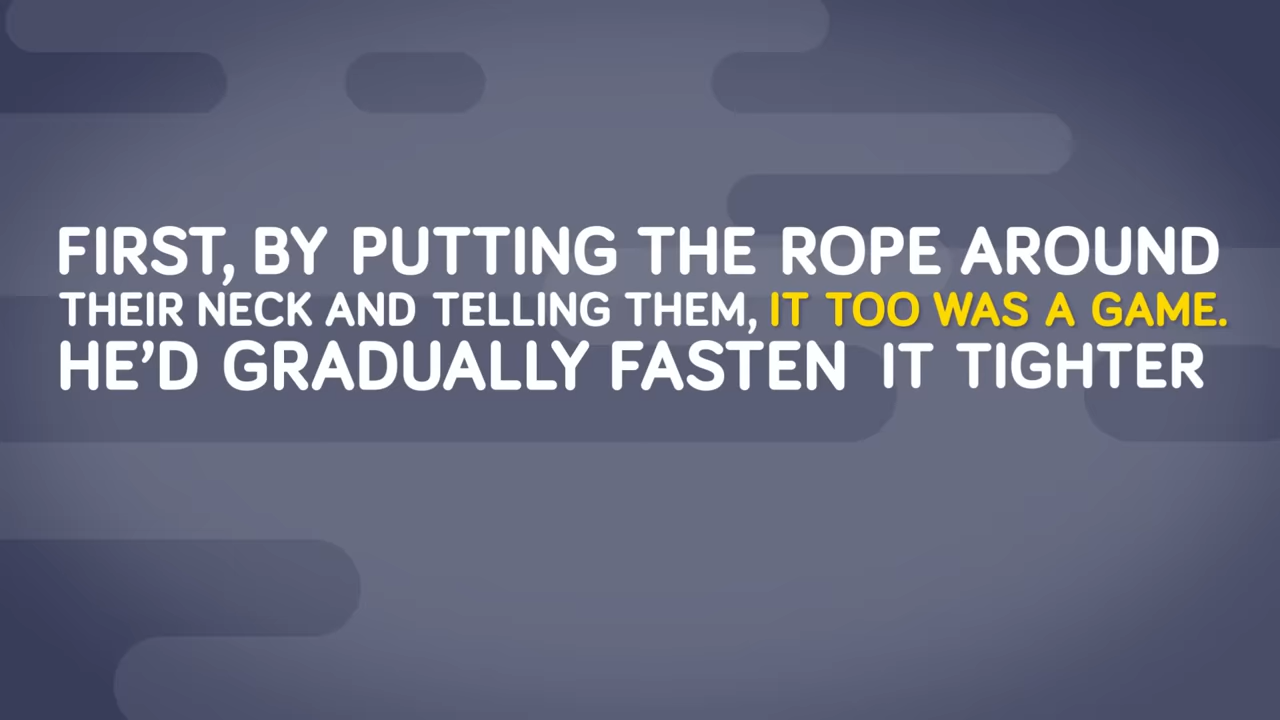 FIRST, BY PUTTING THE ROPE AROUND
THEIR NECK AND TELLING THEM, IT TOO WAS A GAME.
HE’D GRADUALLY FASTEN IT TIGHTER